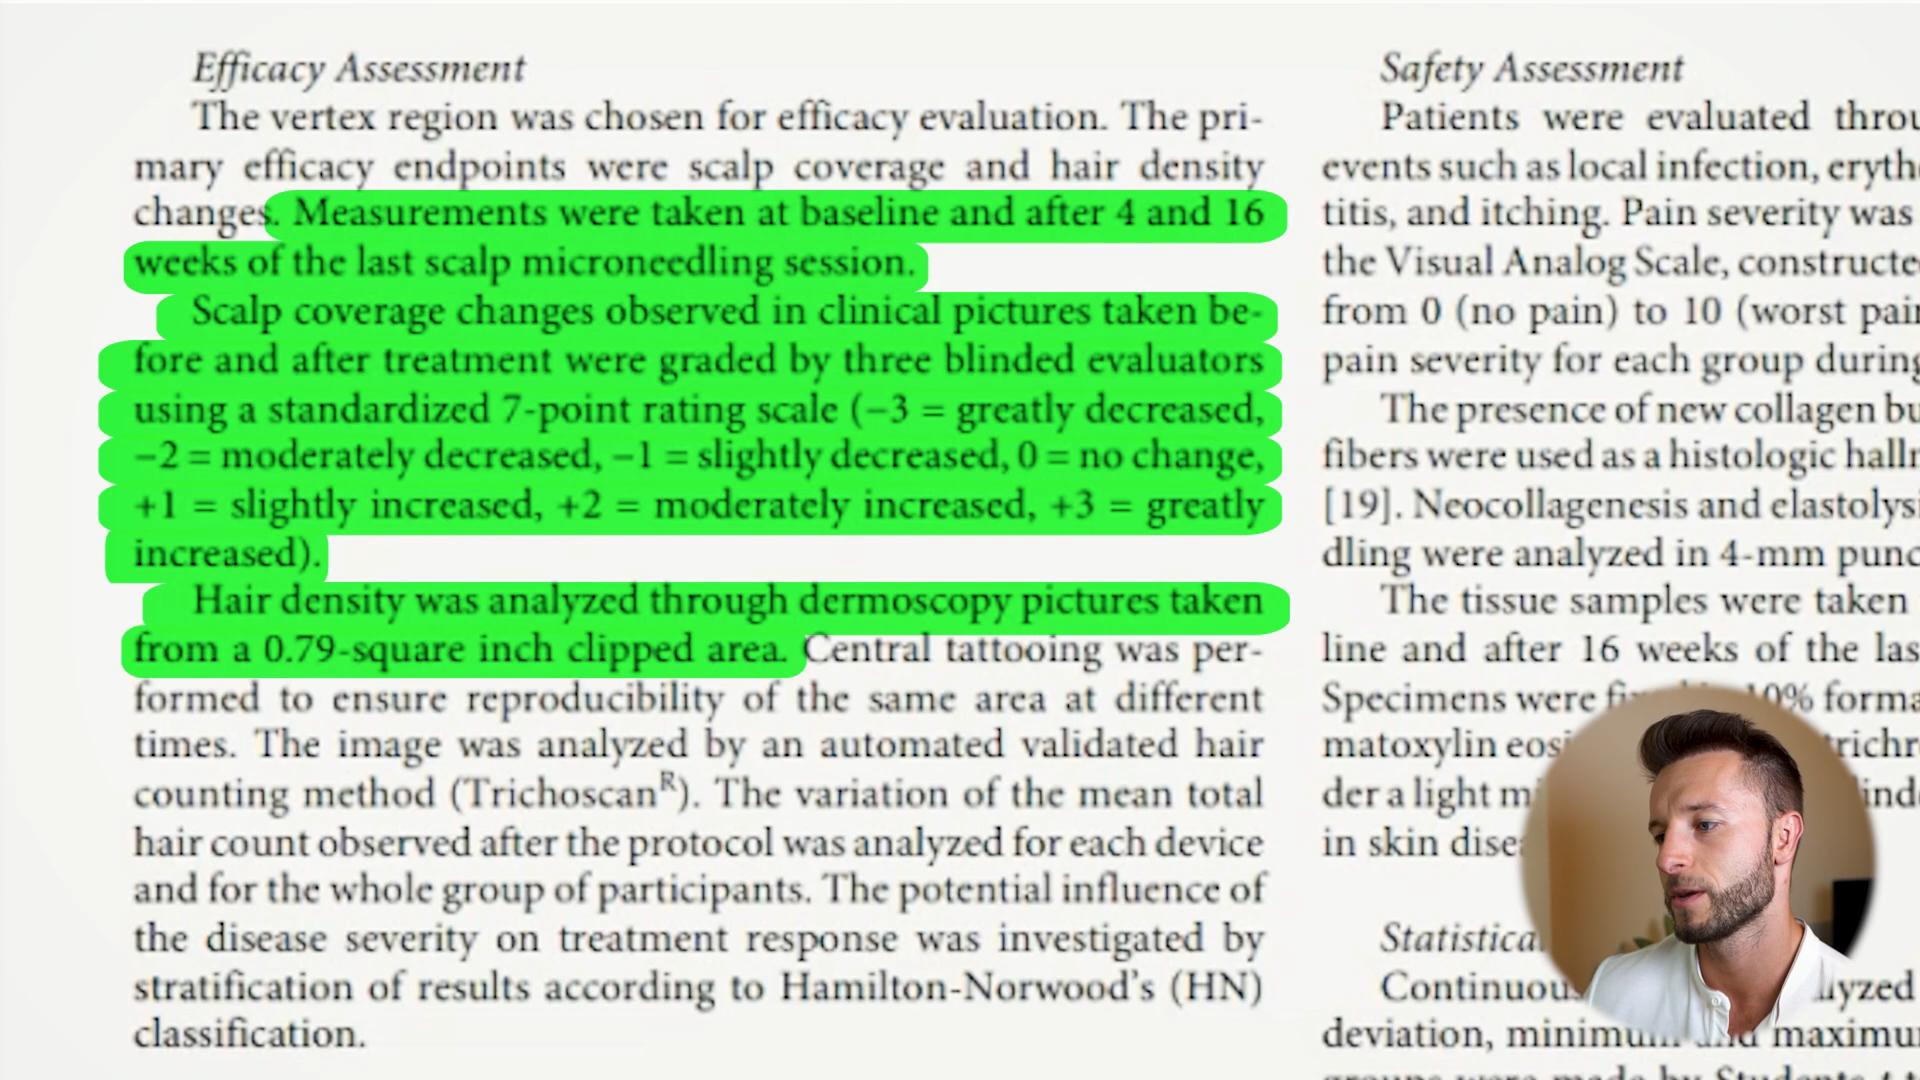 Efficacy Assessment
The vertex region was chosen for efficacy evaluation. The pri-
mary efficacy endpoints were scalp coverage and hair density
changes. Measurements were taken at baseline and after 4 and 16
weeks of the last scalp microneedling session.
Scalp coverage changes observed in clinical pictures taken be-
fore and after treatment were graded by three blinded evaluators
using a standardized 7-point rating scale (−3 = greatly decreased,
−2 = moderately decreased, −1 = slightly decreased, 0 = no change,
+1 = slightly increased, +2 = moderately increased, +3 = greatly
increased).
Hair density was analyzed through dermoscopy pictures taken
from a 0.79-square inch clipped area. Central tattooing was per-
formed to ensure reproducibility of the same area at different
times. The image was analyzed by an automated validated hair
counting method (Trichoscan^R). The variation of the mean total
hair count observed after the protocol was analyzed for each device
and for the whole group of participants. The potential influence of
the disease severity on treatment response was investigated by
stratification of results according to Hamilton-Norwood's (HN)
classification.
Safety Assessment
Patients were evaluated
events such as local infection,
titis, and itching. Pain severity was
the Visual Analog Scale,
from 0 (no pain) to 10 (worst
pain severity for each group during
The presence of new collagen
fibers were used as a histologic
[19]. Neocollagenesis and
dling were analyzed in 4-mm
The tissue samples were taken
line and after 16 weeks of the
Specimens were 10%
matoxylin
der a light
in skin
deviation, and